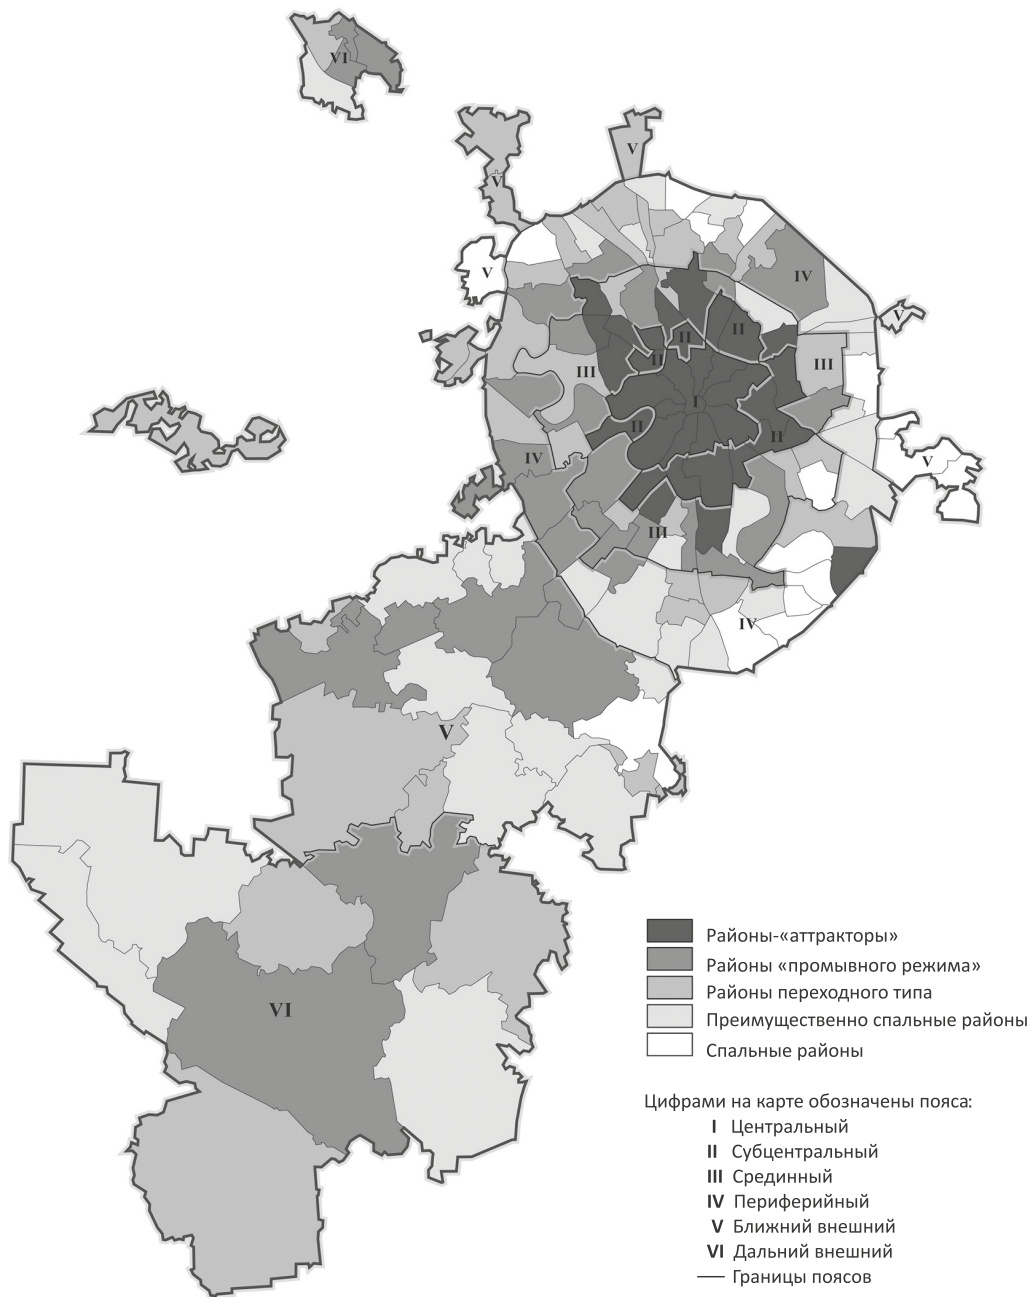 VI
V
V
V
IV
V
II
II
II
III
III
I
II
II
IV
V
III
IV
V
VI
Районы-«аттракторы»
Районы «промывного режима»
Районы переходного типа
Преимущественно спальные районы
Спальные районы
Цифрами на карте обозначены пояса:
I Центральный
II Субцентральный
III Срединный
IV Периферийный
V Ближний внешний
VI Дальний внешний
Границы поясов